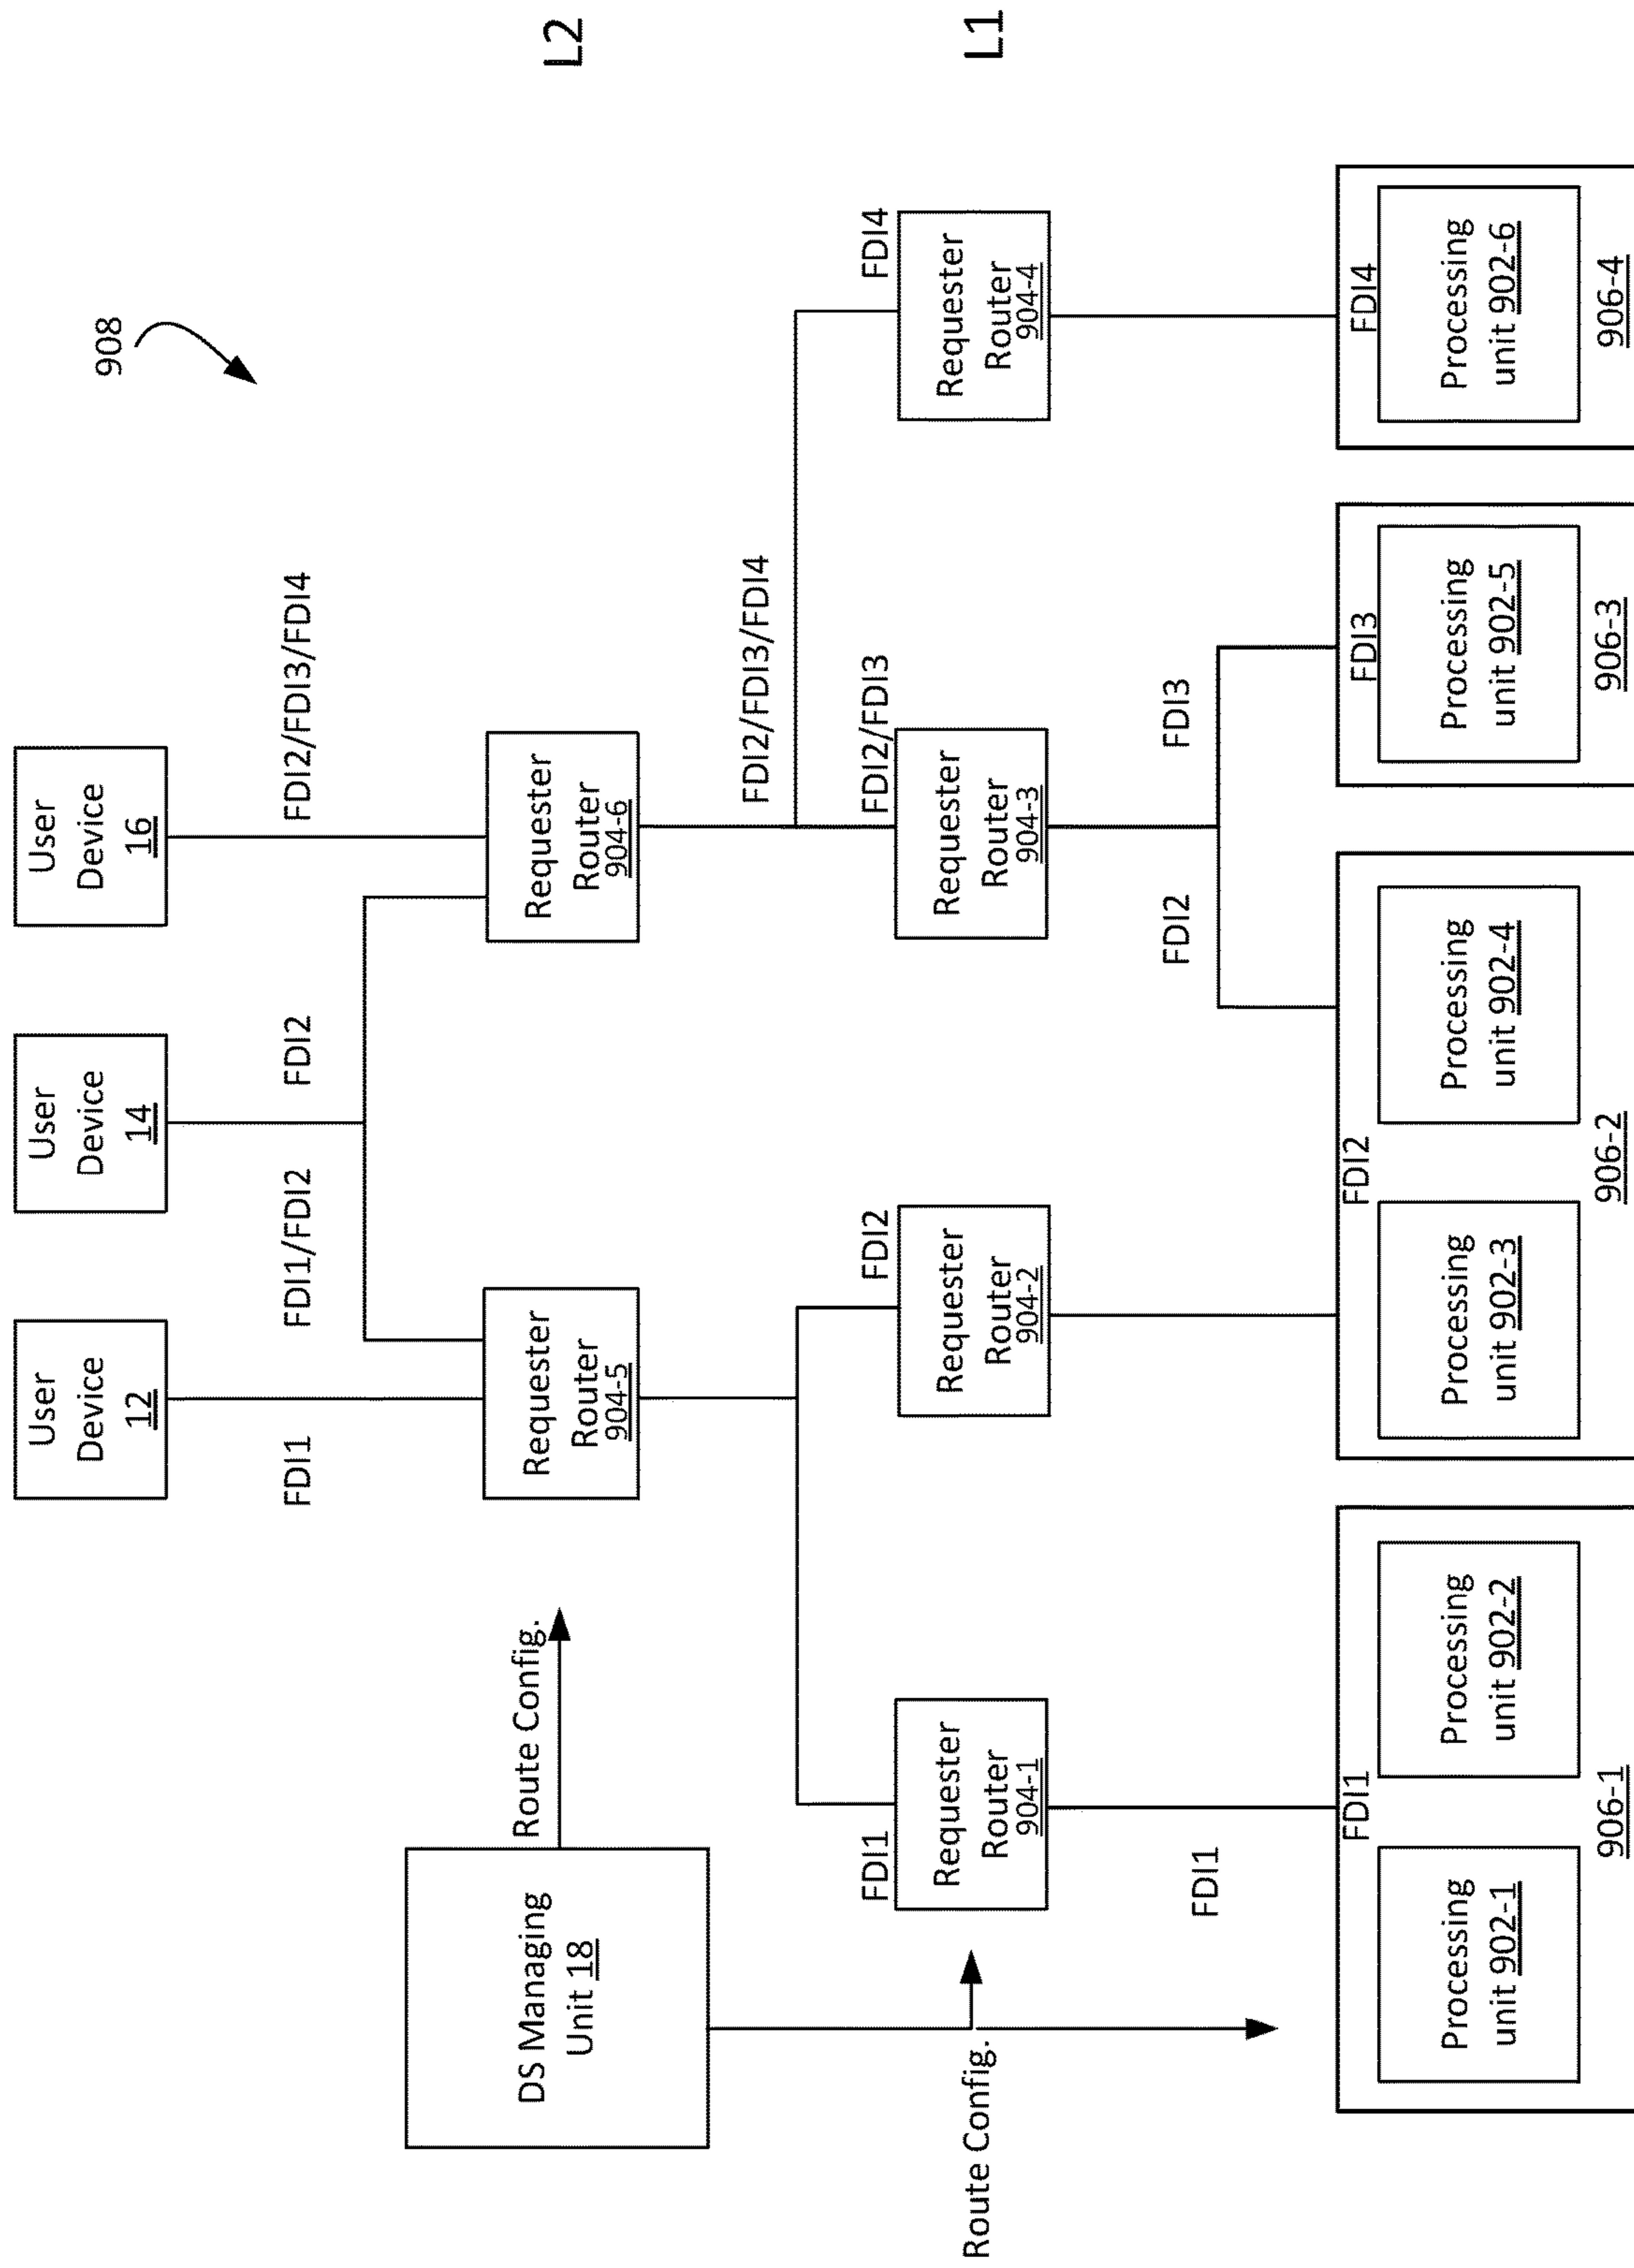 908
User
Device
12
User
Device
14
User
Device
16
FDI1
FDI1/FDI2
FDI2
FDI2/FDI3/FDI4
DS Managing
Unit 18
Route Config.
Requester
Router
904-5
Requester
Router
904-6
L2
FDI2/FDI3/FDI4
FDI1
FDI2
FDI2/FDI3
FDI4
Route Config.
Requester
Router
904-1
Requester
Router
904-2
Requester
Router
904-3
Requester
Router
904-4
L1
FDI1
FDI2
FDI3
FDI1
FDI2
FDI3
FDI4
Processing
unit 902-1
Processing
unit 902-2
Processing
unit 902-3
Processing
unit 902-4
Processing
unit 902-5
Processing
unit 902-6
906-1
906-2
906-3
906-4